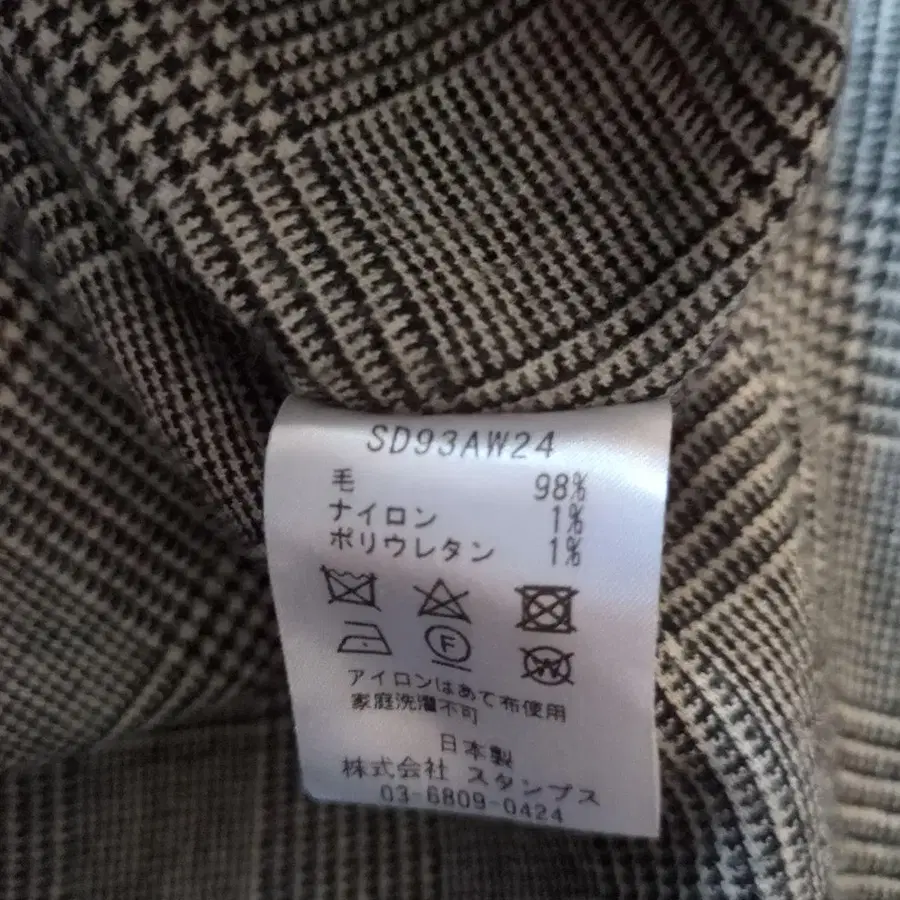 SD93AW24
毛 98%
ナイロン 1%
ポリウレタン 1%
F
W
アイロンはあて布使用
家庭洗濯不可
日本製
株式会社 スタンプス
03-6809-0424